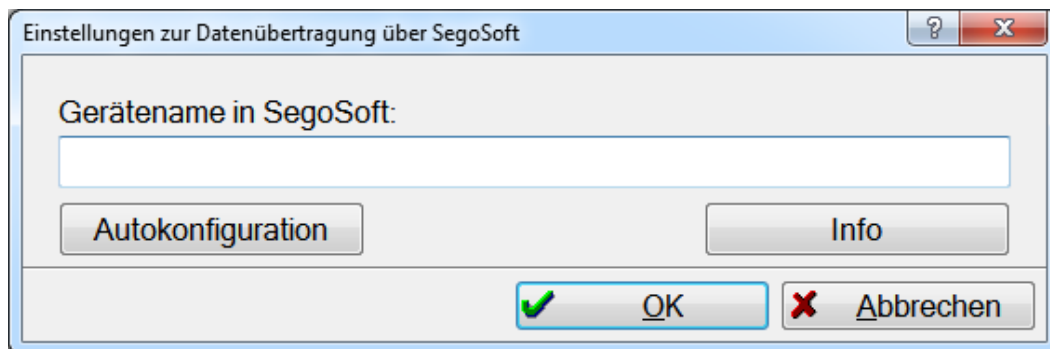 Einstellungen zur Datenübertragung über SegoSoft
?
Gerätename in SegoSoft:
Autokonfiguration
Info
OK
Abbrechen